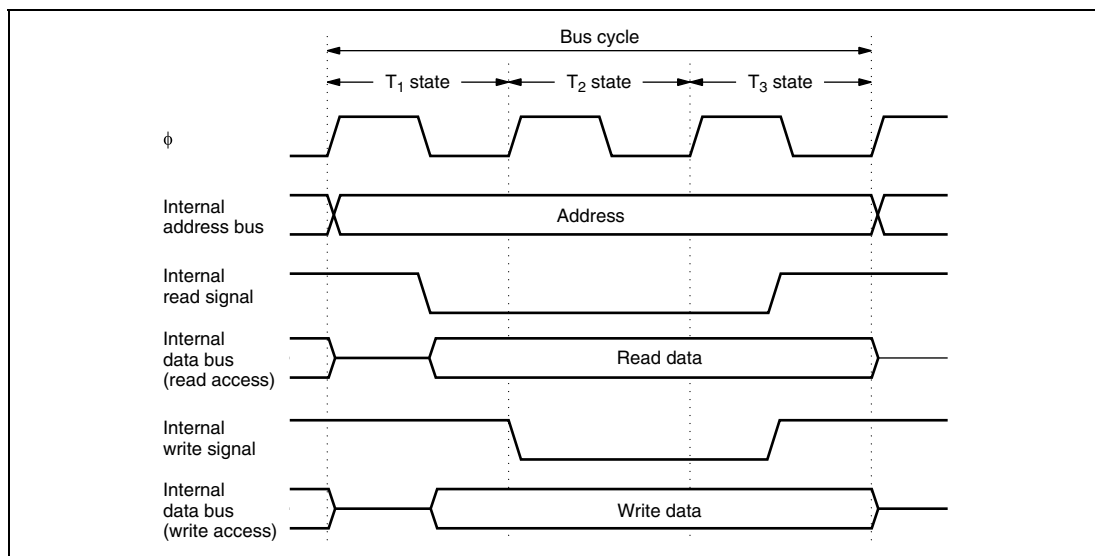 Bus cycle
T₁ state
T₂ state
T₃ state
ϕ
Internal
address bus
Address
Internal
read signal
Internal
data bus
(read access)
Read data
Internal
write signal
Internal
data bus
(write access)
Write data